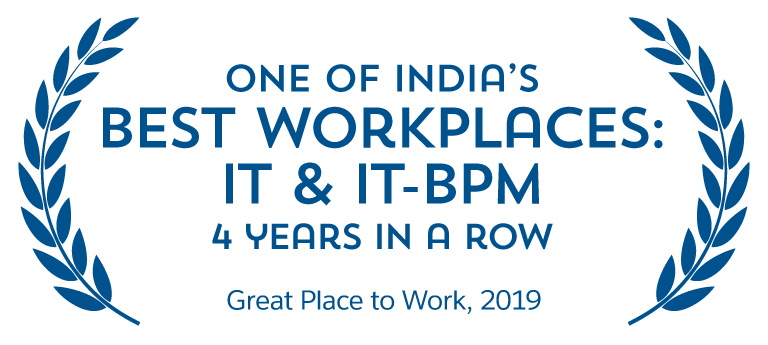 ONE OF INDIA'S
BEST WORKPLACES:
IT & IT-BPM
4 YEARS IN A ROW
Great Place to Work, 2019